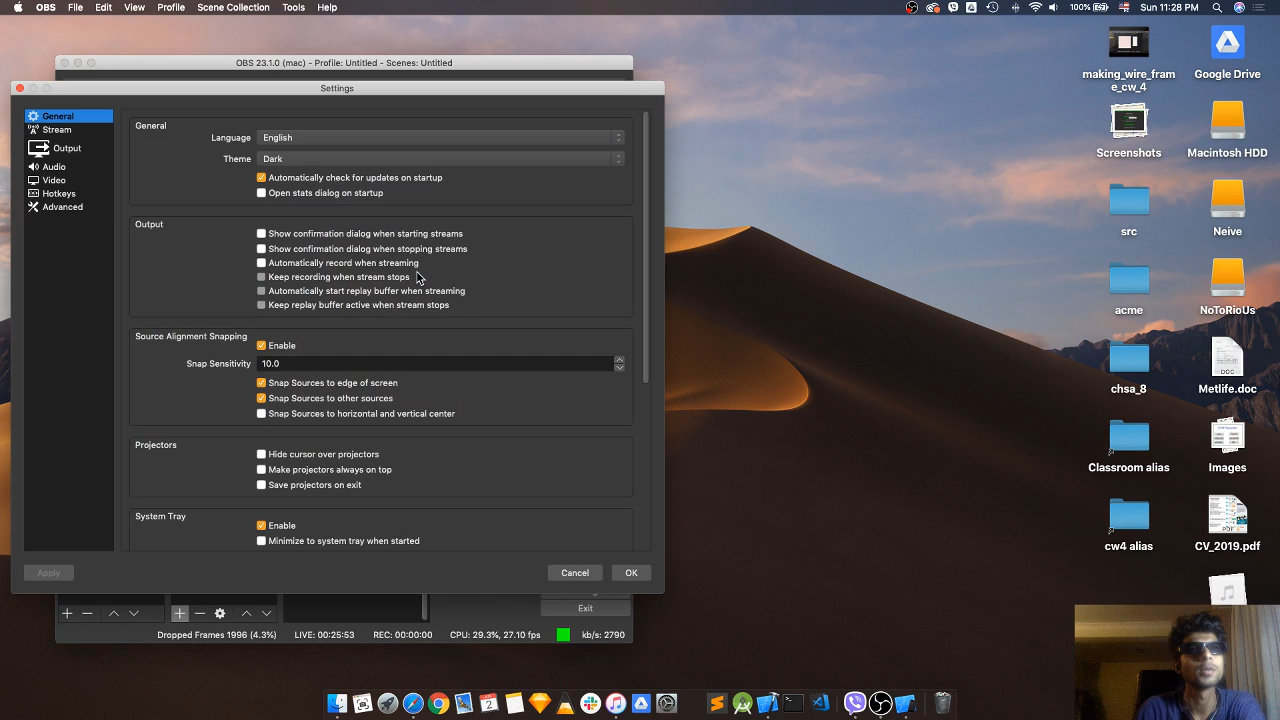 OBS File Edit View Profile Scene Collection Tools Help
100% Sun 11:28 PM
OBS 23.1.0 (mac) - Profile: Untitled - Scenes: Untitled
Settings
General
Stream
Output
Audio
Video
Hotkeys
Advanced
General
Language English
Theme Dark
Automatically check for updates on startup
Open stats dialog on startup
Output
Show confirmation dialog when starting streams
Show confirmation dialog when stopping streams
Automatically record when streaming
Keep recording when stream stops
Automatically start replay buffer when streaming
Keep replay buffer active when stream stops
Source Alignment Snapping
Enable
Snap Sensitivity 10.0
Snap Sources to edge of screen
Snap Sources to other sources
Snap Sources to horizontal and vertical center
Projectors
Hide cursor over projectors
Make projectors always on top
Save projectors on exit
System Tray
Enable
Minimize to system tray when started
Apply
Cancel
OK
Exit
Dropped Frames 1996 (4.3%) LIVE: 00:25:53 REC: 00:00:00 CPU: 29.3%, 27.10 fps kb/s: 2790
making_wire_fram
e_cw_4
Google Drive
Screenshots
Macintosh HDD
src
Neive
acme
NoToRioUs
DOC
chsa_8
Metlife.doc
Classroom alias
Images
PDF
cw4 alias
CV_2019.pdf
2